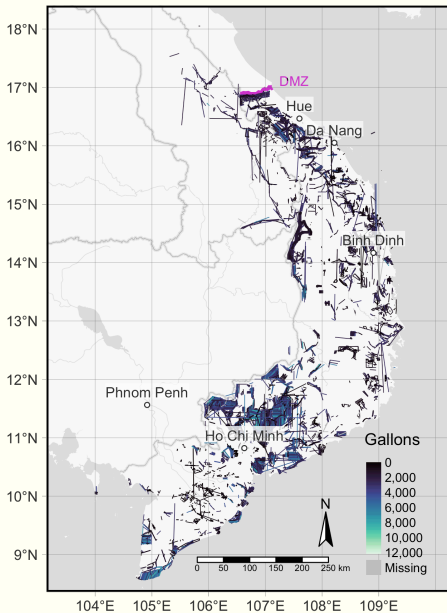 18°N
17°N
16°N
15°N
14°N
13°N
12°N
11°N
10°N
9°N
DMZ
Hue
Da Nang
Binh Dinh
Phnom Penh
Ho Chi Minh
Gallons
0
2,000
4,000
6,000
8,000
10,000
12,000
Missing
N
0 50 100 150 200 250 km
104°E 105°E 106°E 107°E 108°E 109°E